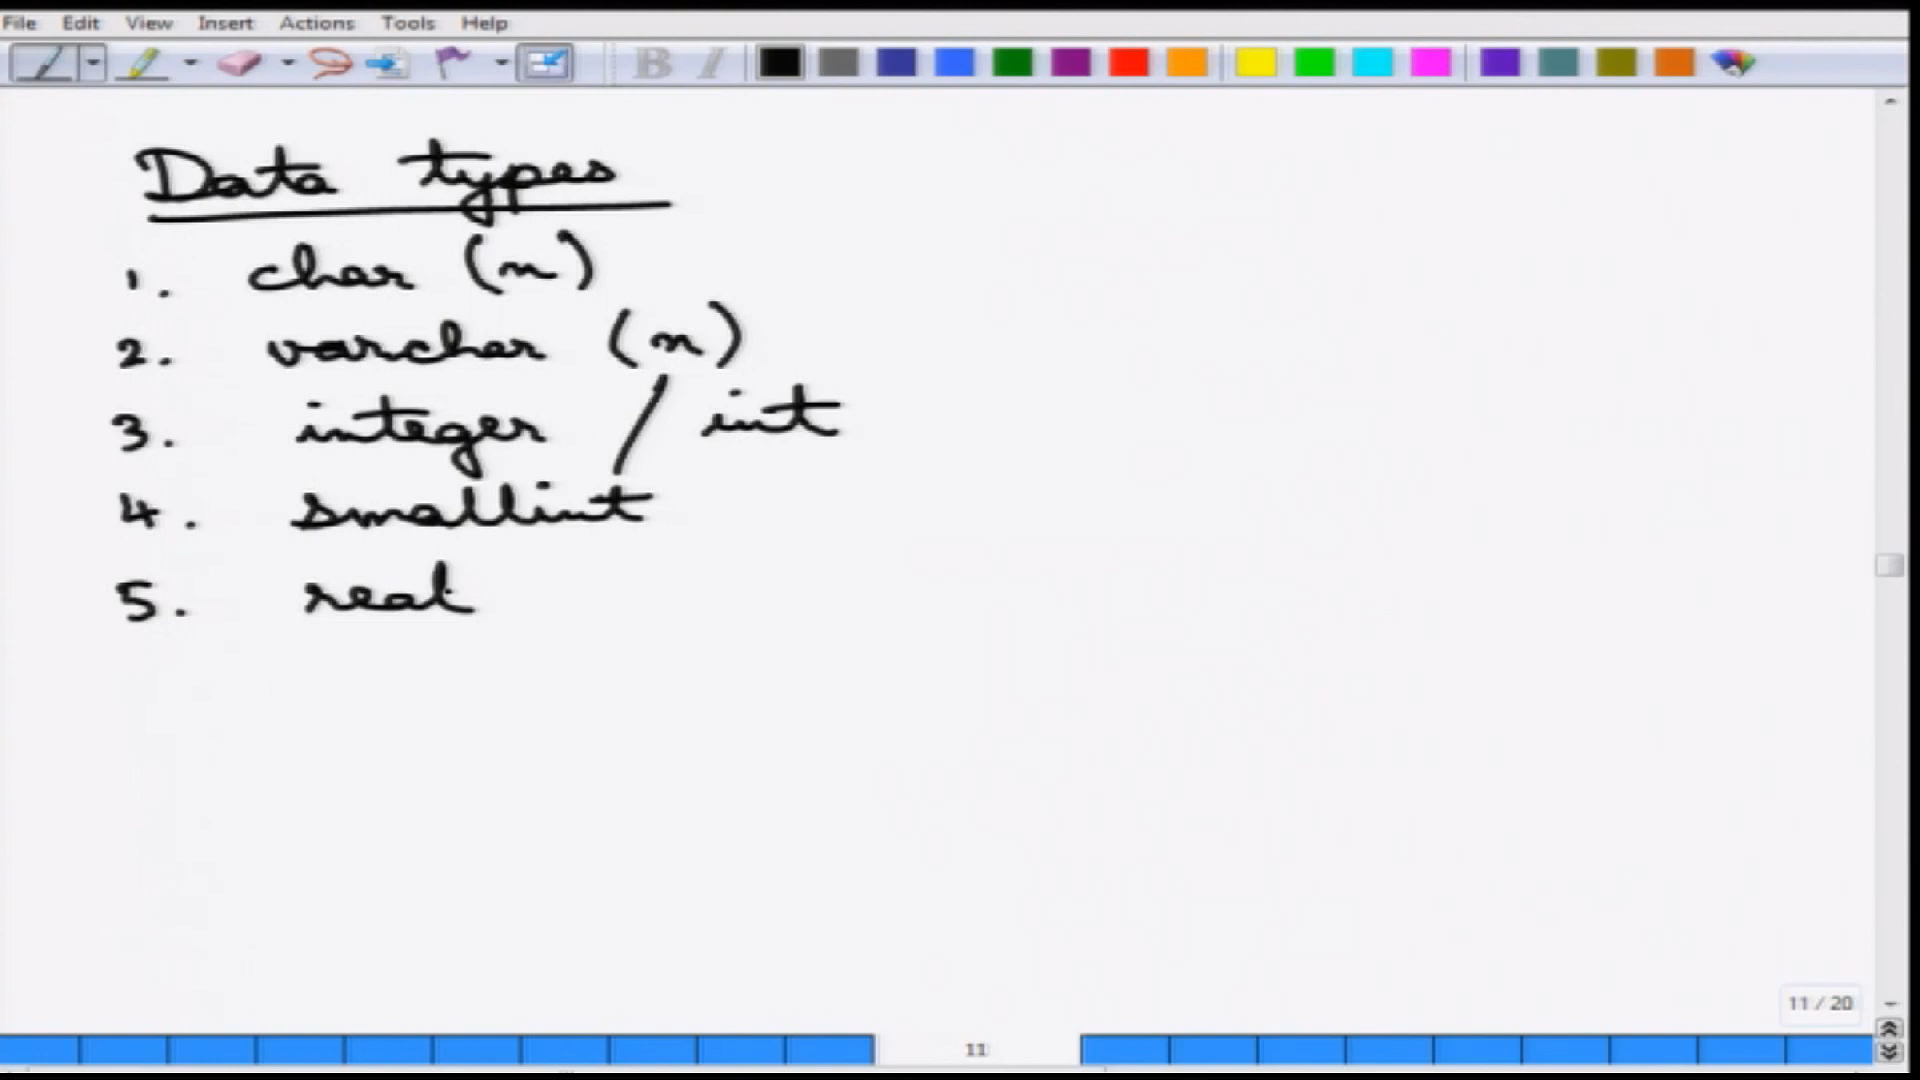 File Edit View Insert Actions Tools Help
B I
Data types
1. char (n)
2. varchar (n)
3. integer / int
4. smallint
5. real
11 / 20
11